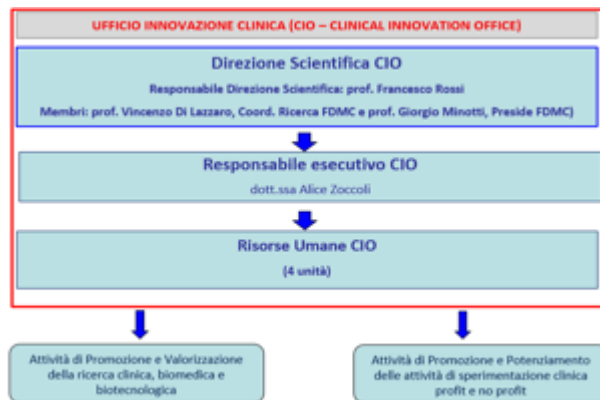 UFFICIO INNOVAZIONE CLINICA (CIO – CLINICAL INNOVATION OFFICE)
Direzione Scientifica CIO
Responsabile Direzione Scientifica: prof. Francesco Rossi
Membri: prof. Vincenzo Di Lazzaro, Coord. Ricerca FDMC e prof. Giorgio Minotti, Preside FDMC)
Responsabile esecutivo CIO
dott.ssa Alice Zoccoli
Risorse Umane CIO
(4 unità)
Attività di Promozione e Valorizzazione
della ricerca clinica, biomedica e
biotecnologica
Attività di Promozione e Potenziamento
delle attività di sperimentazione clinica
profit e no profit